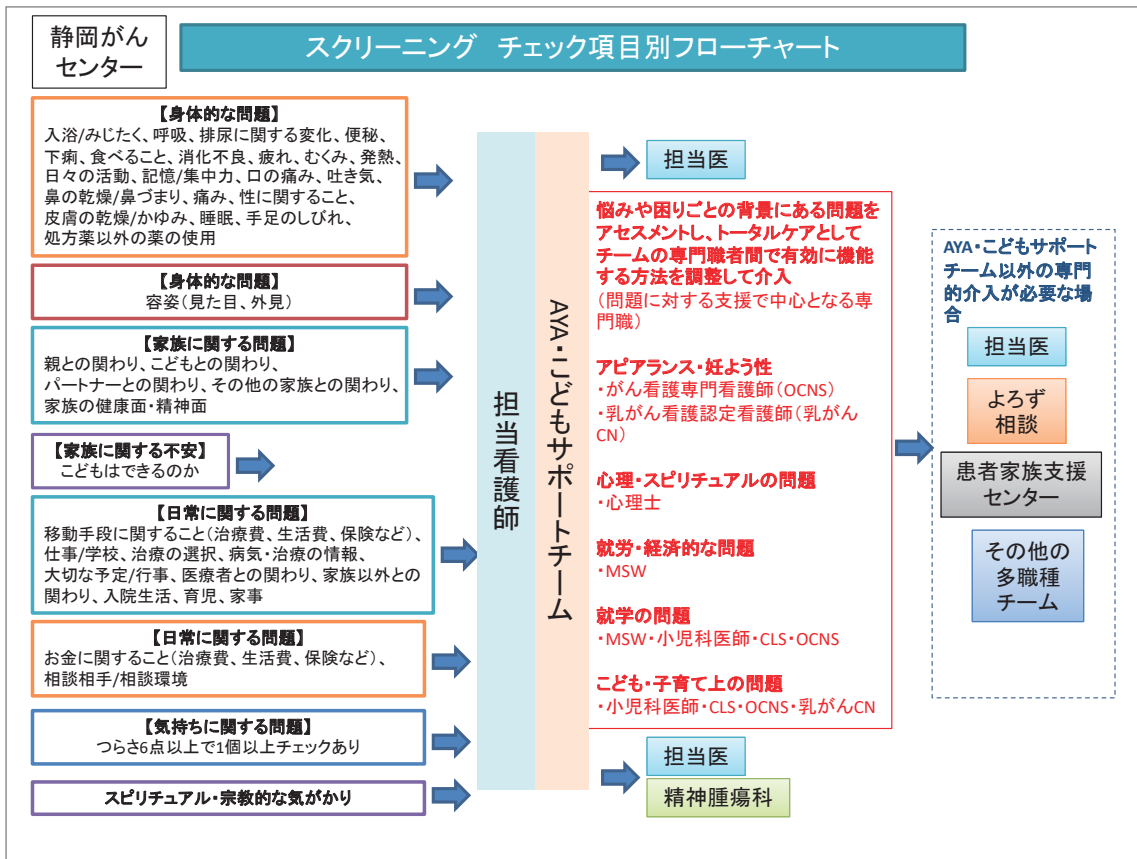 静岡がん
センター
スクリーニング　チェック項目別フローチャート
【身体的な問題】
入浴/みじたく、呼吸、排尿に関する変化、便秘、
下痢、食べること、消化不良、疲れ、むくみ、発熱、
日々の活動、記憶/集中力、口の痛み、吐き気、
鼻の乾燥/鼻づまり、痛み、性に関すること、
皮膚の乾燥/かゆみ、睡眠、手足のしびれ、
処方薬以外の薬の使用
【身体的な問題】
容姿（見た目、外見）
【家族に関する問題】
親との関わり、こどもとの関わり、
パートナーとの関わり、その他の家族との関わり、
家族の健康面・精神面
【家族に関する不安】
こどもはできるのか
【日常に関する問題】
移動手段に関すること（治療費、生活費、保険など）、
仕事/学校、治療の選択、病気・治療の情報、
大切な予定/行事、医療者との関わり、家族以外との
関わり、入院生活、育児、家事
【日常に関する問題】
お金に関すること（治療費、生活費、保険など）、
相談相手/相談環境
【気持ちに関する問題】
つらさ6点以上で1個以上チェックあり
スピリチュアル・宗教的な気がかり
担当看護師
AYA・こどもサポートチーム
担当医
悩みや困りごとの背景にある問題を
アセスメントし、トータルケアとして
チームの専門職者間で有効に機能
する方法を調整して介入
（問題に対する支援で中心となる専
門職）
アピアランス・妊よう性
・がん看護専門看護師（OCNS）
・乳がん看護認定看護師（乳がん
CN）
心理・スピリチュアルの問題
・心理士
就労・経済的な問題
・MSW
就学の問題
・MSW・小児科医師・CLS・OCNS
こども・子育て上の問題
・小児科医師・CLS・OCNS・乳がんCN
担当医
精神腫瘍科
AYA・こどもサポート
チーム以外の専門
的介入が必要な場
合
担当医
よろず
相談
患者家族支援
センター
その他の
多職種
チーム